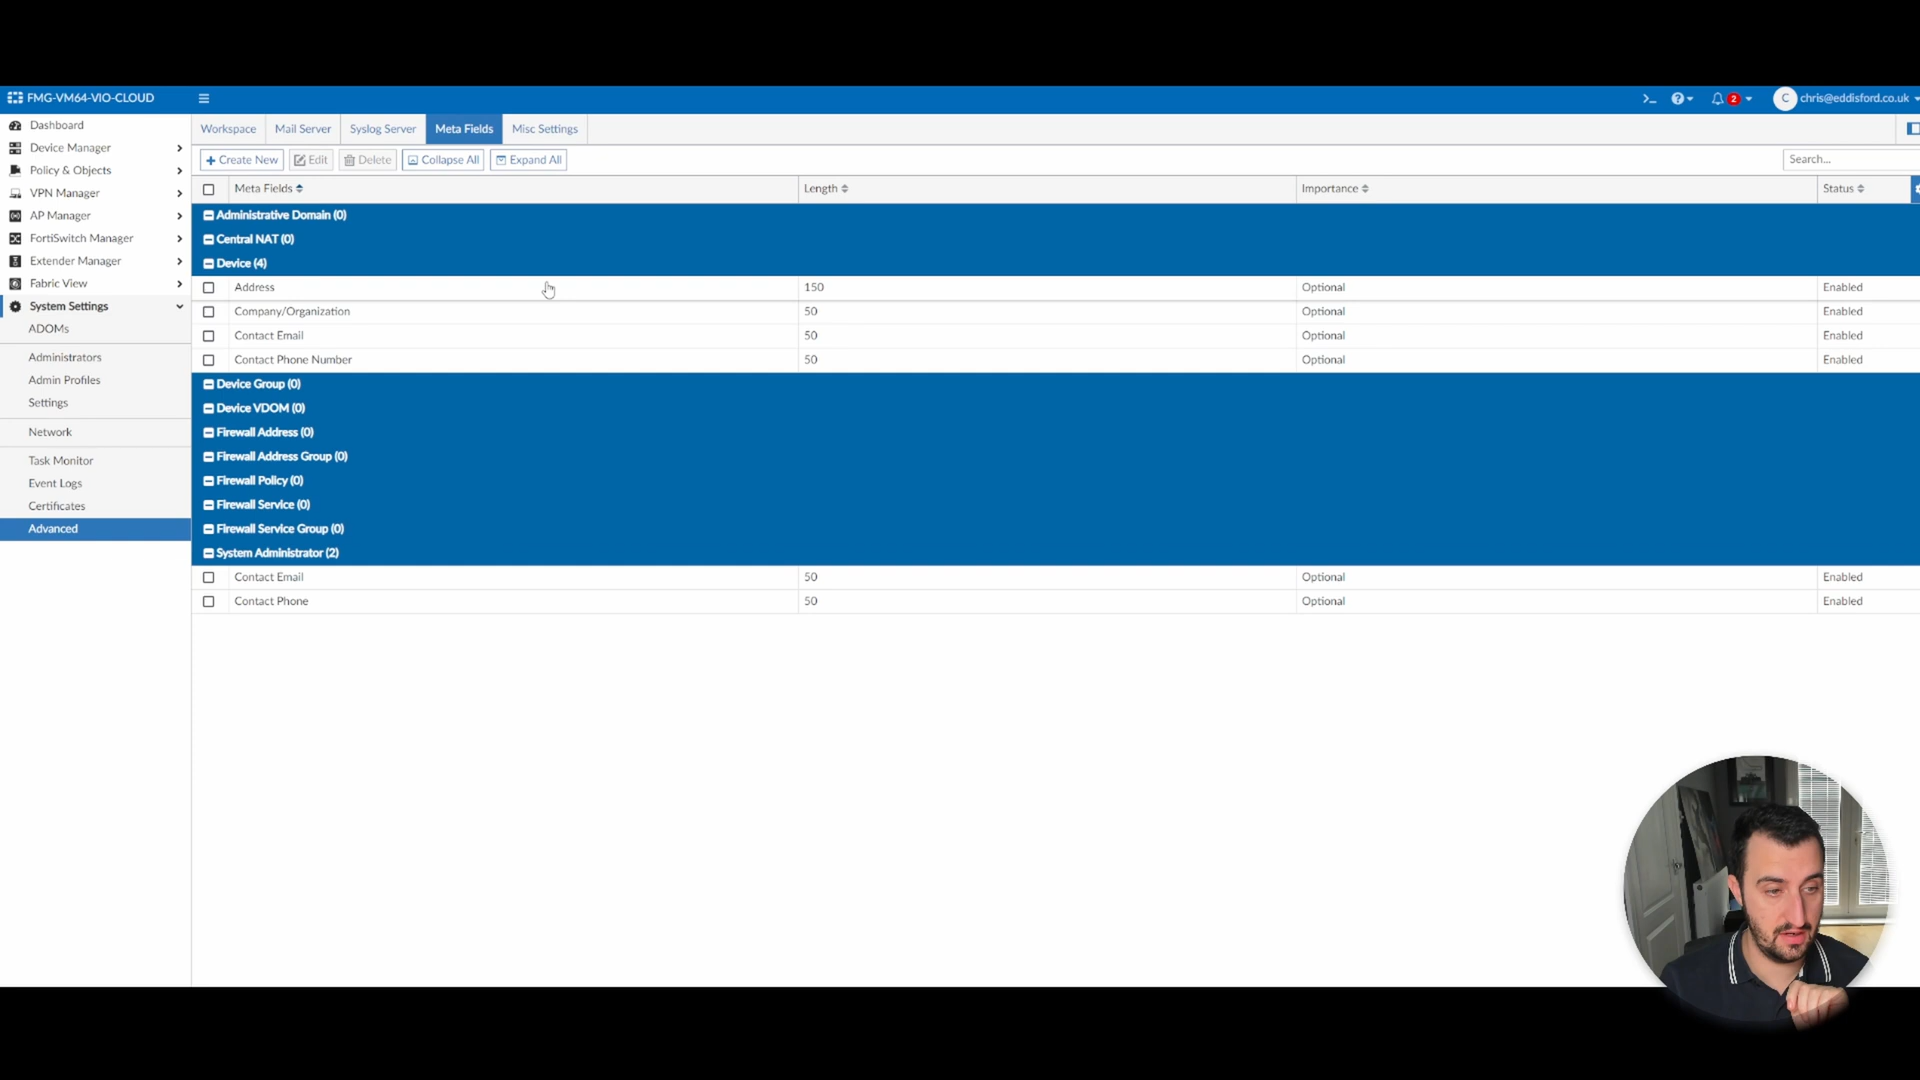 FMG-VM64-VIO-CLOUD
2
C
chris@eddisford.co.uk
Dashboard
Device Manager
Policy & Objects
VPN Manager
AP Manager
FortiSwitch Manager
Extender Manager
Fabric View
System Settings
ADOMs
Administrators
Admin Profiles
Settings
Network
Task Monitor
Event Logs
Certificates
Advanced
Workspace Mail Server Syslog Server Meta Fields Misc Settings
+ Create New Edit Delete Collapse All Expand All Search...
Meta Fields Length Importance Status
Administrative Domain (0)
Central NAT (0)
Device (4)
Address 150 Optional Enabled
Company/Organization 50 Optional Enabled
Contact Email 50 Optional Enabled
Contact Phone Number 50 Optional Enabled
Device Group (0)
Device VDOM (0)
Firewall Address (0)
Firewall Address Group (0)
Firewall Policy (0)
Firewall Service (0)
Firewall Service Group (0)
System Administrator (2)
Contact Email 50 Optional Enabled
Contact Phone 50 Optional Enabled